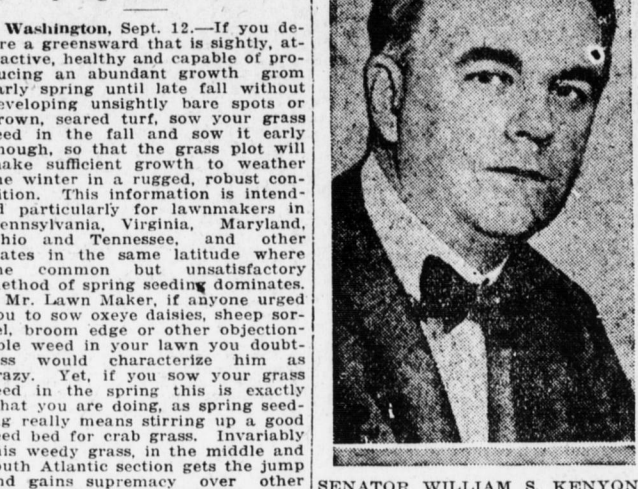 Washington, Sept. 12.—If you de-
re a greensward that is sightly, at-
active, healthy and capable of pro-
ucing an abundant growth grom
arly spring until late fall without
eveloping unsightly bare spots or
rown, seared turf, sow your grass
eed in the fall and sow it early
nough, so that the grass plot will
ake sufficient growth to weather
he winter in a rugged, robust con-
ition. This information is intend-
d particularly for lawnmakers in
ennsylvania, Virginia, Maryland,
hio and Tennessee, and other
ates in the same latitude where
he common but unsatisfactory
ethod of spring seeding dominates.
Mr. Lawn Maker, if anyone urged
ou to sow oxeye daisies, sheep sor-
el, broom edge or other objection-
ble weed in your lawn you doubt-
ss would characterize him as
razy. Yet, if you sow your grass
eed in the spring this is exactly
hat you are doing, as spring seed-
g really means stirring up a good
eed bed for crab grass. Invariably
is weedy grass, in the middle and
outh Atlantic section gets the jump
nd gains supremacy over other
SENATOR WILLIAM S. KENYON